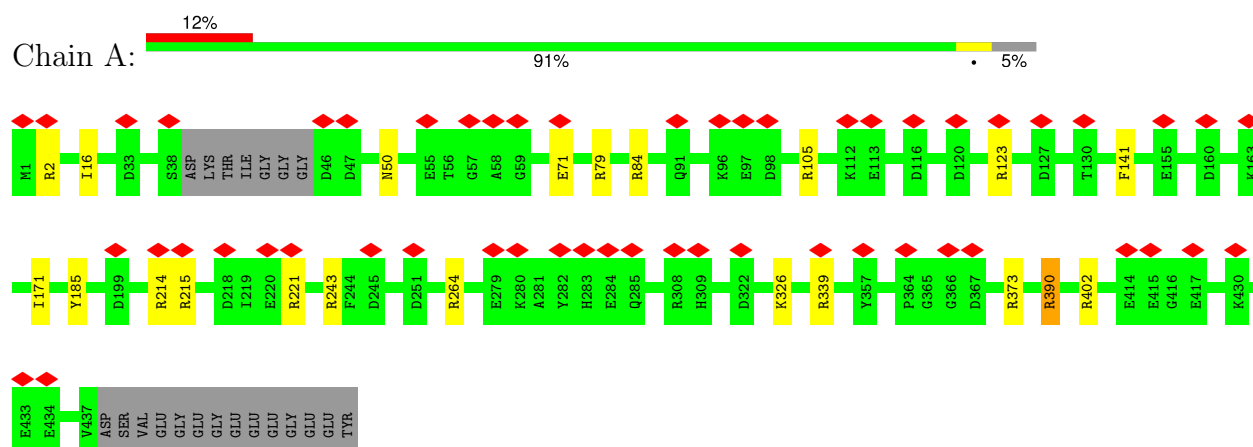 12%
Chain A:
91% • 5%
M1 R2 I16 D33 S38 ASP LYS THR ILE GLY GLY GLY D46 D47 N50 E55 T56 G57 A58 G59 E71 R79 R84 Q91 K96 E97 D98 R105 K112 E113 D116 D120 R123 D127 T130 F141 E155 D160 K163
I171 Y185 D199 R214 R215 D218 I219 E220 R221 R243 F244 D245 D251 R264 E279 K280 A281 Y282 H283 E284 Q285 R308 H309 D322 K326 R339 Y357 P364 G365 G366 D367 R373 R390 R402 E414 E415 G416 E417 K430
E433 E434 V437 ASP SER VAL GLU GLY GLU GLY GLU GLU GLU GLU GLY GLU GLU TYR